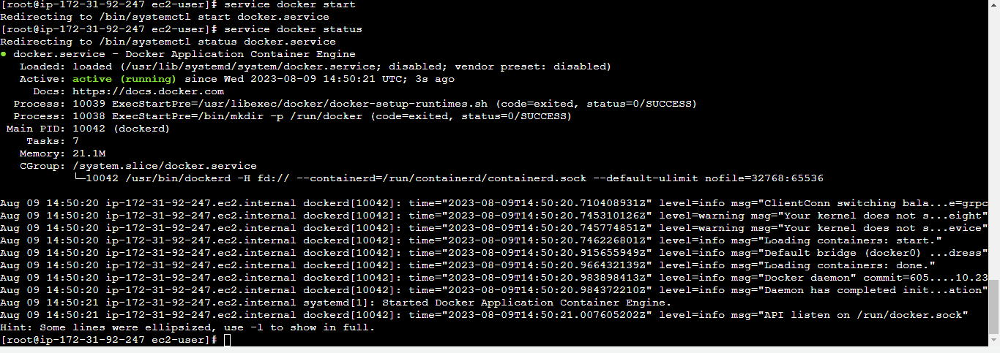 [root@ip-172-31-92-247 ec2-user]# service docker start
Redirecting to /bin/systemctl start docker.service
[root@ip-172-31-92-247 ec2-user]# service docker status
Redirecting to /bin/systemctl status docker.service
● docker.service - Docker Application Container Engine
   Loaded: loaded (/usr/lib/systemd/system/docker.service; disabled; vendor preset: disabled)
   Active: active (running) since Wed 2023-08-09 14:50:21 UTC; 3s ago
     Docs: https://docs.docker.com
  Process: 10039 ExecStartPre=/usr/libexec/docker/docker-setup-runtimes.sh (code=exited, status=0/SUCCESS)
  Process: 10038 ExecStartPre=/bin/mkdir -p /run/docker (code=exited, status=0/SUCCESS)
 Main PID: 10042 (dockerd)
    Tasks: 7
   Memory: 21.1M
   CGroup: /system.slice/docker.service
           └─10042 /usr/bin/dockerd -H fd:// --containerd=/run/containerd/containerd.sock --default-ulimit nofile=32768:65536
Aug 09 14:50:20 ip-172-31-92-247.ec2.internal dockerd[10042]: time="2023-08-09T14:50:20.710408931Z" level=info msg="ClientConn switching bala...e=grpc
Aug 09 14:50:20 ip-172-31-92-247.ec2.internal dockerd[10042]: time="2023-08-09T14:50:20.745310126Z" level=warning msg="Your kernel does not s...eight"
Aug 09 14:50:20 ip-172-31-92-247.ec2.internal dockerd[10042]: time="2023-08-09T14:50:20.745774851Z" level=warning msg="Your kernel does not s...evice"
Aug 09 14:50:20 ip-172-31-92-247.ec2.internal dockerd[10042]: time="2023-08-09T14:50:20.746226801Z" level=info msg="Loading containers: start."
Aug 09 14:50:20 ip-172-31-92-247.ec2.internal dockerd[10042]: time="2023-08-09T14:50:20.915655949Z" level=info msg="Default bridge (docker0) ...dress"
Aug 09 14:50:20 ip-172-31-92-247.ec2.internal dockerd[10042]: time="2023-08-09T14:50:20.966432139Z" level=info msg="Loading containers: done."
Aug 09 14:50:20 ip-172-31-92-247.ec2.internal dockerd[10042]: time="2023-08-09T14:50:20.983898413Z" level=info msg="Docker daemon" commit=605....10.23
Aug 09 14:50:20 ip-172-31-92-247.ec2.internal dockerd[10042]: time="2023-08-09T14:50:20.984372210Z" level=info msg="Daemon has completed init...ation"
Aug 09 14:50:21 ip-172-31-92-247.ec2.internal systemd[1]: Started Docker Application Container Engine.
Aug 09 14:50:21 ip-172-31-92-247.ec2.internal dockerd[10042]: time="2023-08-09T14:50:21.007605202Z" level=info msg="API listen on /run/docker.sock"
Hint: Some lines were ellipsized, use -l to show in full.
[root@ip-172-31-92-247 ec2-user]#